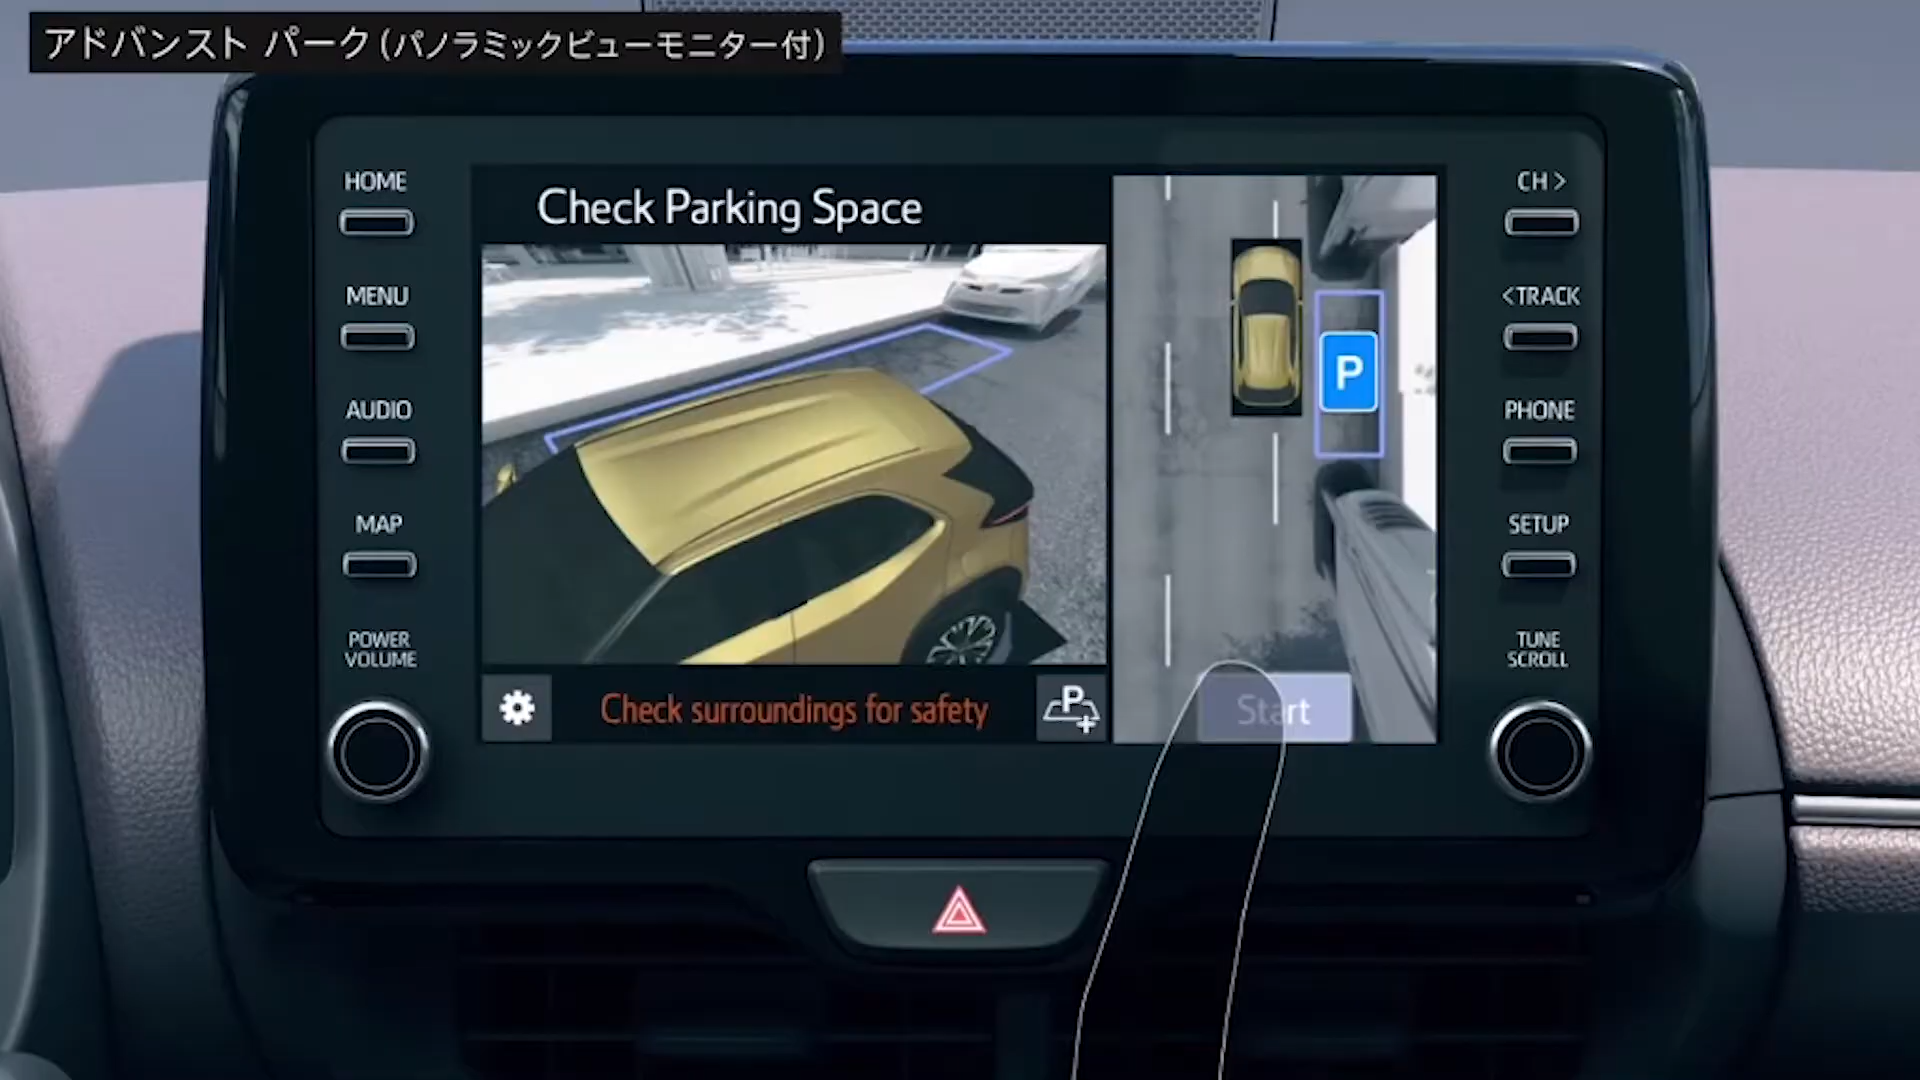 アドバンスト パーク(パノラミックビューモニター付)
HOME
MENU
AUDIO
MAP
POWER
VOLUME
Check Parking Space
P
Check surroundings for safety
P
Start
CH >
<TRACK
PHONE
SETUP
TUNE
SCROLL